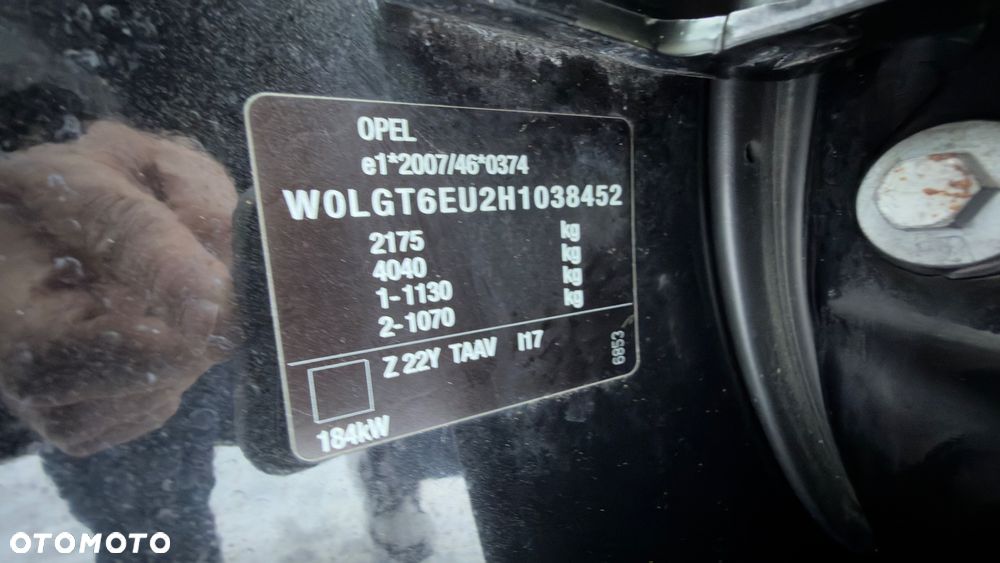 OPEL
e1*2007/46*0374
W0LGT6EU2H1038452
2175 kg
4040 kg
1-1130 kg
2-1070 kg
Z 22Y TAAV I17
6853
184kW
OTOMOTO